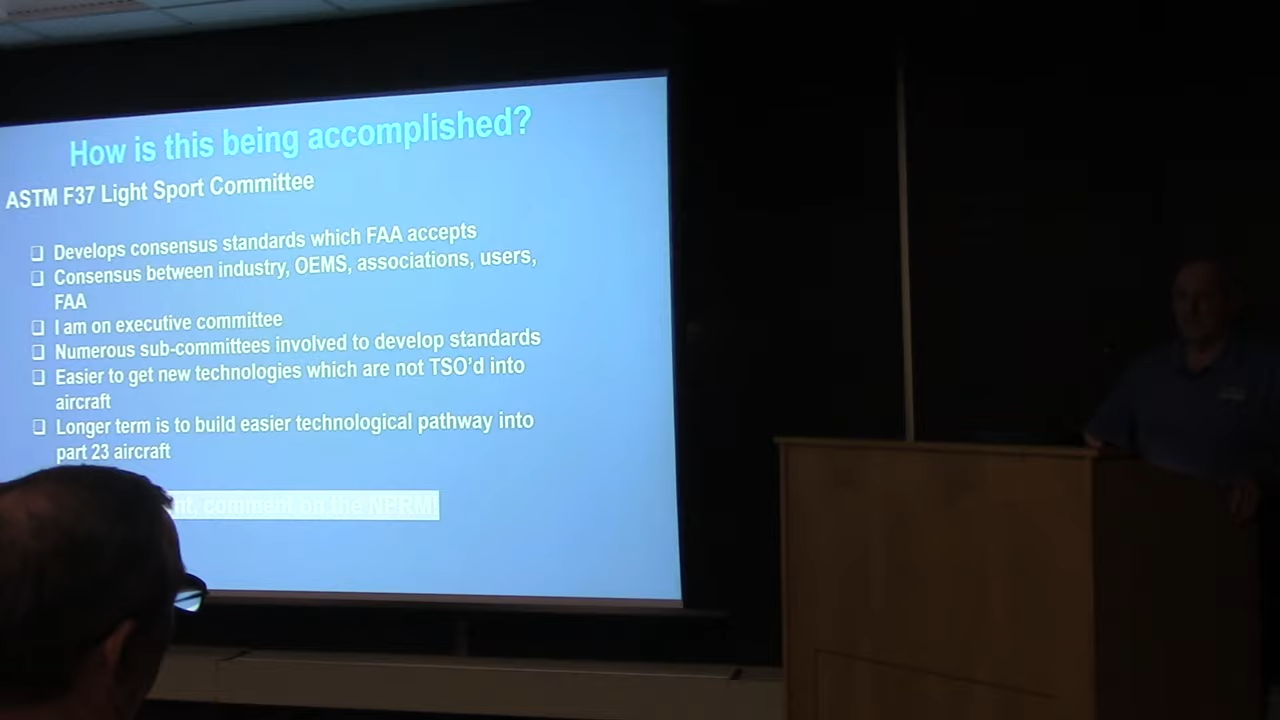 How is this being accomplished?
ASTM F37 Light Sport Committee
❑ Develops consensus standards which FAA accepts
❑ Consensus between industry, OEMS, associations, users,
FAA
❑ I am on executive committee
❑ Numerous sub-committees involved to develop standards
❑ Easier to get new technologies which are not TSO'd into
aircraft
❑ Longer term is to build easier technological pathway into
part 23 aircraft
comment on the NPRM!